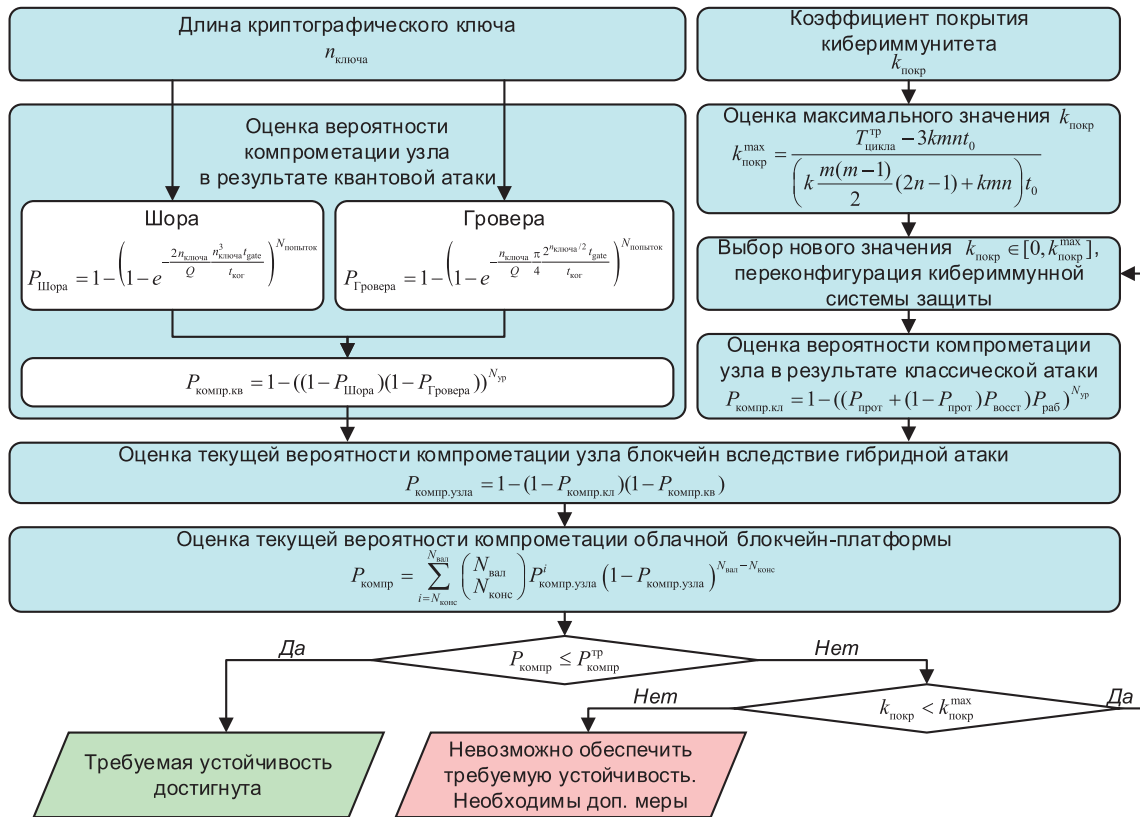 Длина криптографического ключа
n_ключа
Коэффициент покрытия
кибериммунитета
k_покр
Оценка вероятности
компрометации узла
в результате квантовой атаки
Шора
P_Шора = 1−(1−e^(−(2n_ключа/Q)(n_ключа^3 t_gate/t_ког)))^N_попыток
Гровера
P_Гровера = 1−(1−e^(−(n_ключа/Q)(π/4)(2^(n_ключа/2) t_gate/t_ког)))^N_попыток
P_компр.кв = 1−((1−P_Шора)(1−P_Гровера))^N_ур
Оценка максимального значения k_покр
k_покр^max = (T_цикла^тр −3kmnt_0)/((k (m(m−1)/2)(2n−1)+kmn)t_0)
Выбор нового значения k_покр ∈[0,k_покр^max],
переконфигурация кибериммунной
системы защиты
Оценка вероятности компрометации
узла в результате классической атаки
P_компр.кл = 1−((P_прот +(1−P_прот)P_восст)P_раб)^N_ур
Оценка текущей вероятности компрометации узла блокчейн вследствие гибридной атаки
P_компр.узла = 1−(1−P_компр.кл)(1−P_компр.кв)
Оценка текущей вероятности компрометации облачной блокчейн-платформы
P_компр = ∑_(i=N_конс)^(N_вал) (N_вал N_конс) P_компр.узла^i (1−P_компр.узла)^(N_вал−N_конс)
Да
P_компр ≤ P_компр^тр
Нет
Нет
k_покр < k_покр^max
Да
Требуемая устойчивость
достигнута
Невозможно обеспечить
требуемую устойчивость.
Необходимы доп. меры